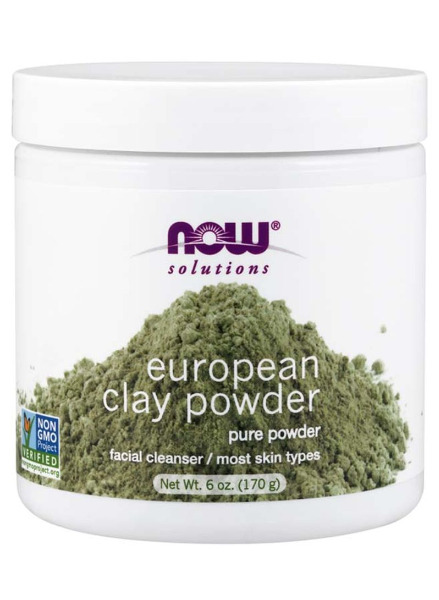 NOW®
solutions
european
clay powder
pure powder
facial cleanser / most skin types
Net Wt. 6 oz. (170 g)
NON
GMO
Project
VERIFIED
nongmoproject.org